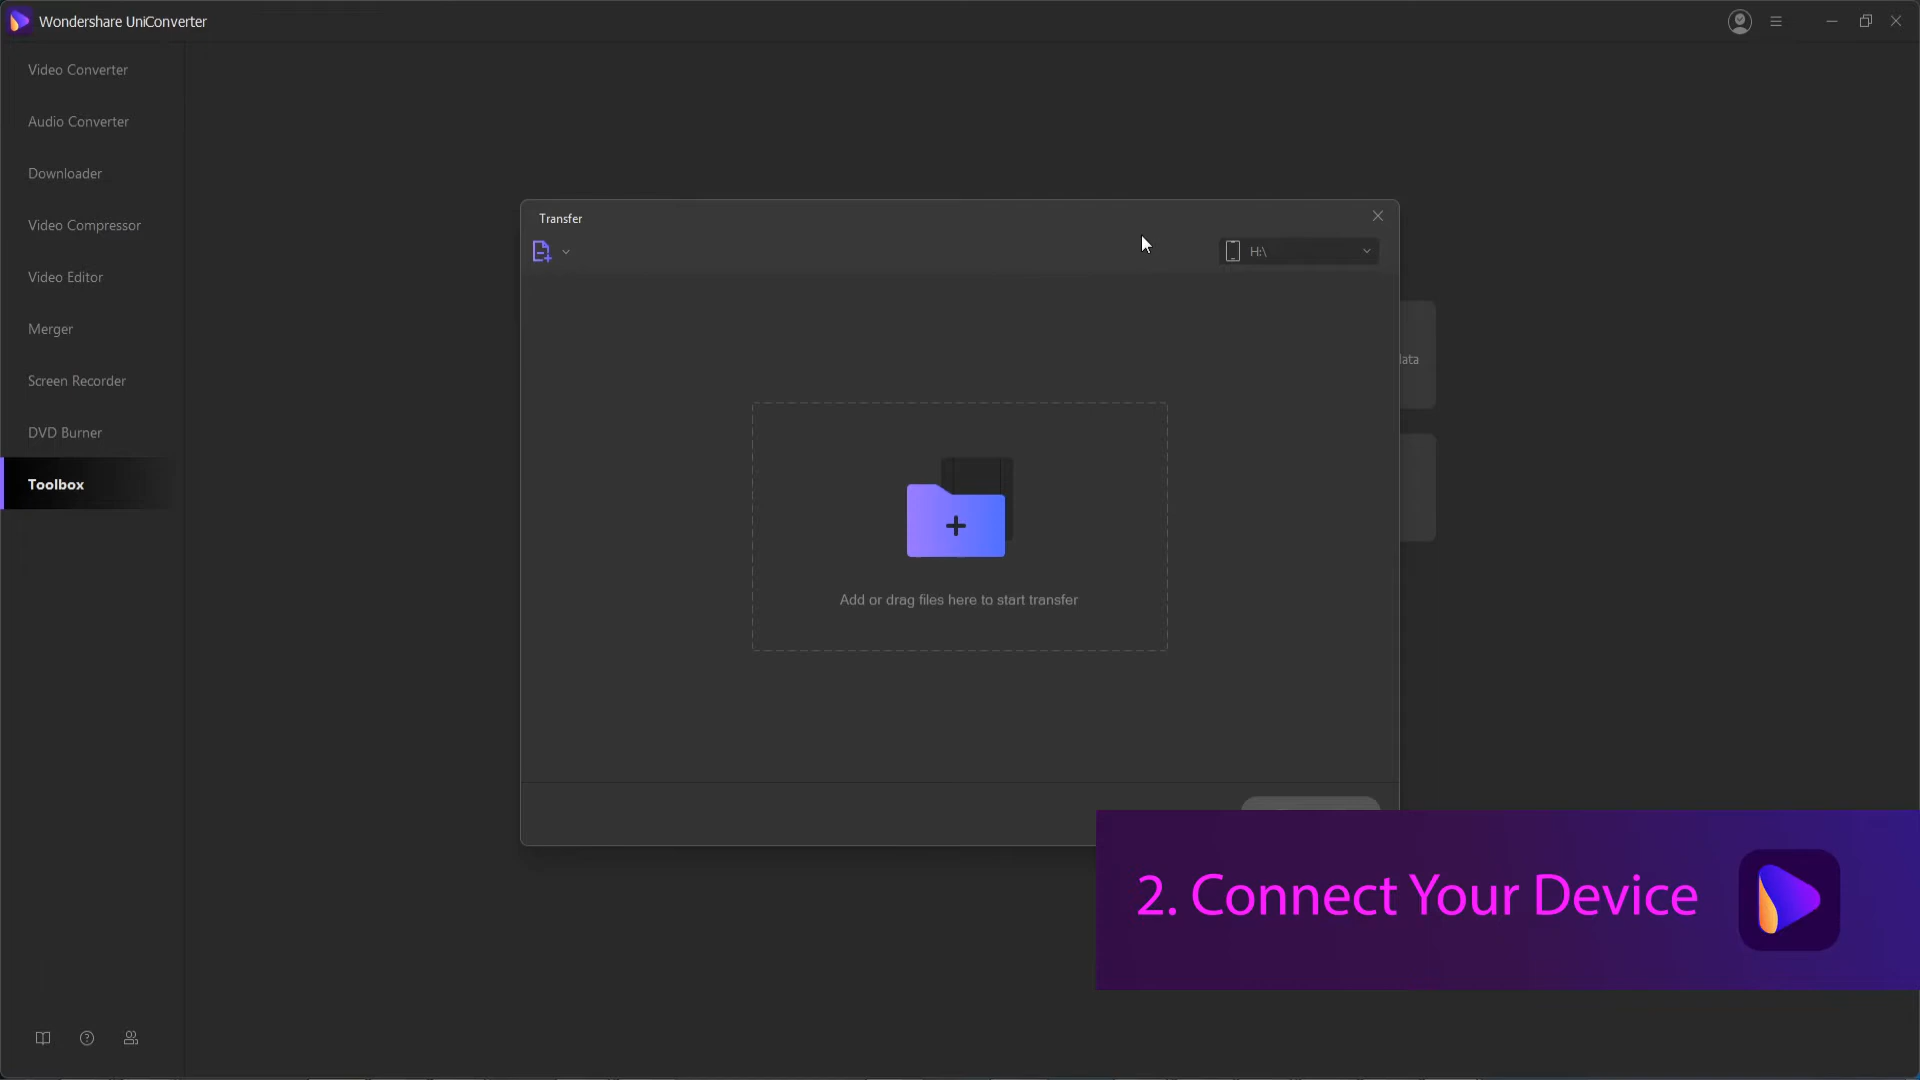 Wondershare UniConverter
Video Converter
Audio Converter
Downloader
Video Compressor
Video Editor
Merger
Screen Recorder
DVD Burner
Toolbox
Transfer
H:\
Add or drag files here to start transfer
2. Connect Your Device